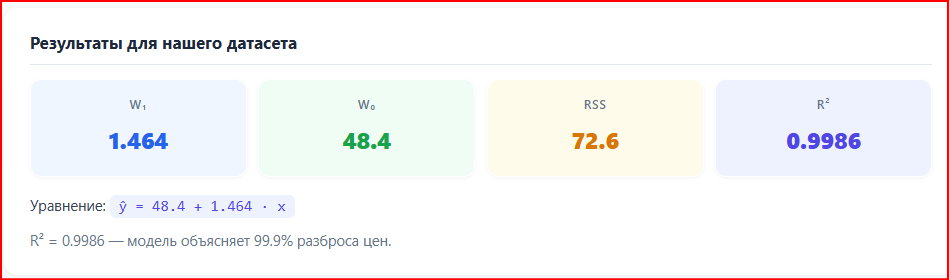 Результаты для нашего датасета
W₁ W₀ RSS R²
1.464 48.4 72.6 0.9986
Уравнение: ŷ = 48.4 + 1.464 · x
R² = 0.9986 — модель объясняет 99.9% разброса цен.